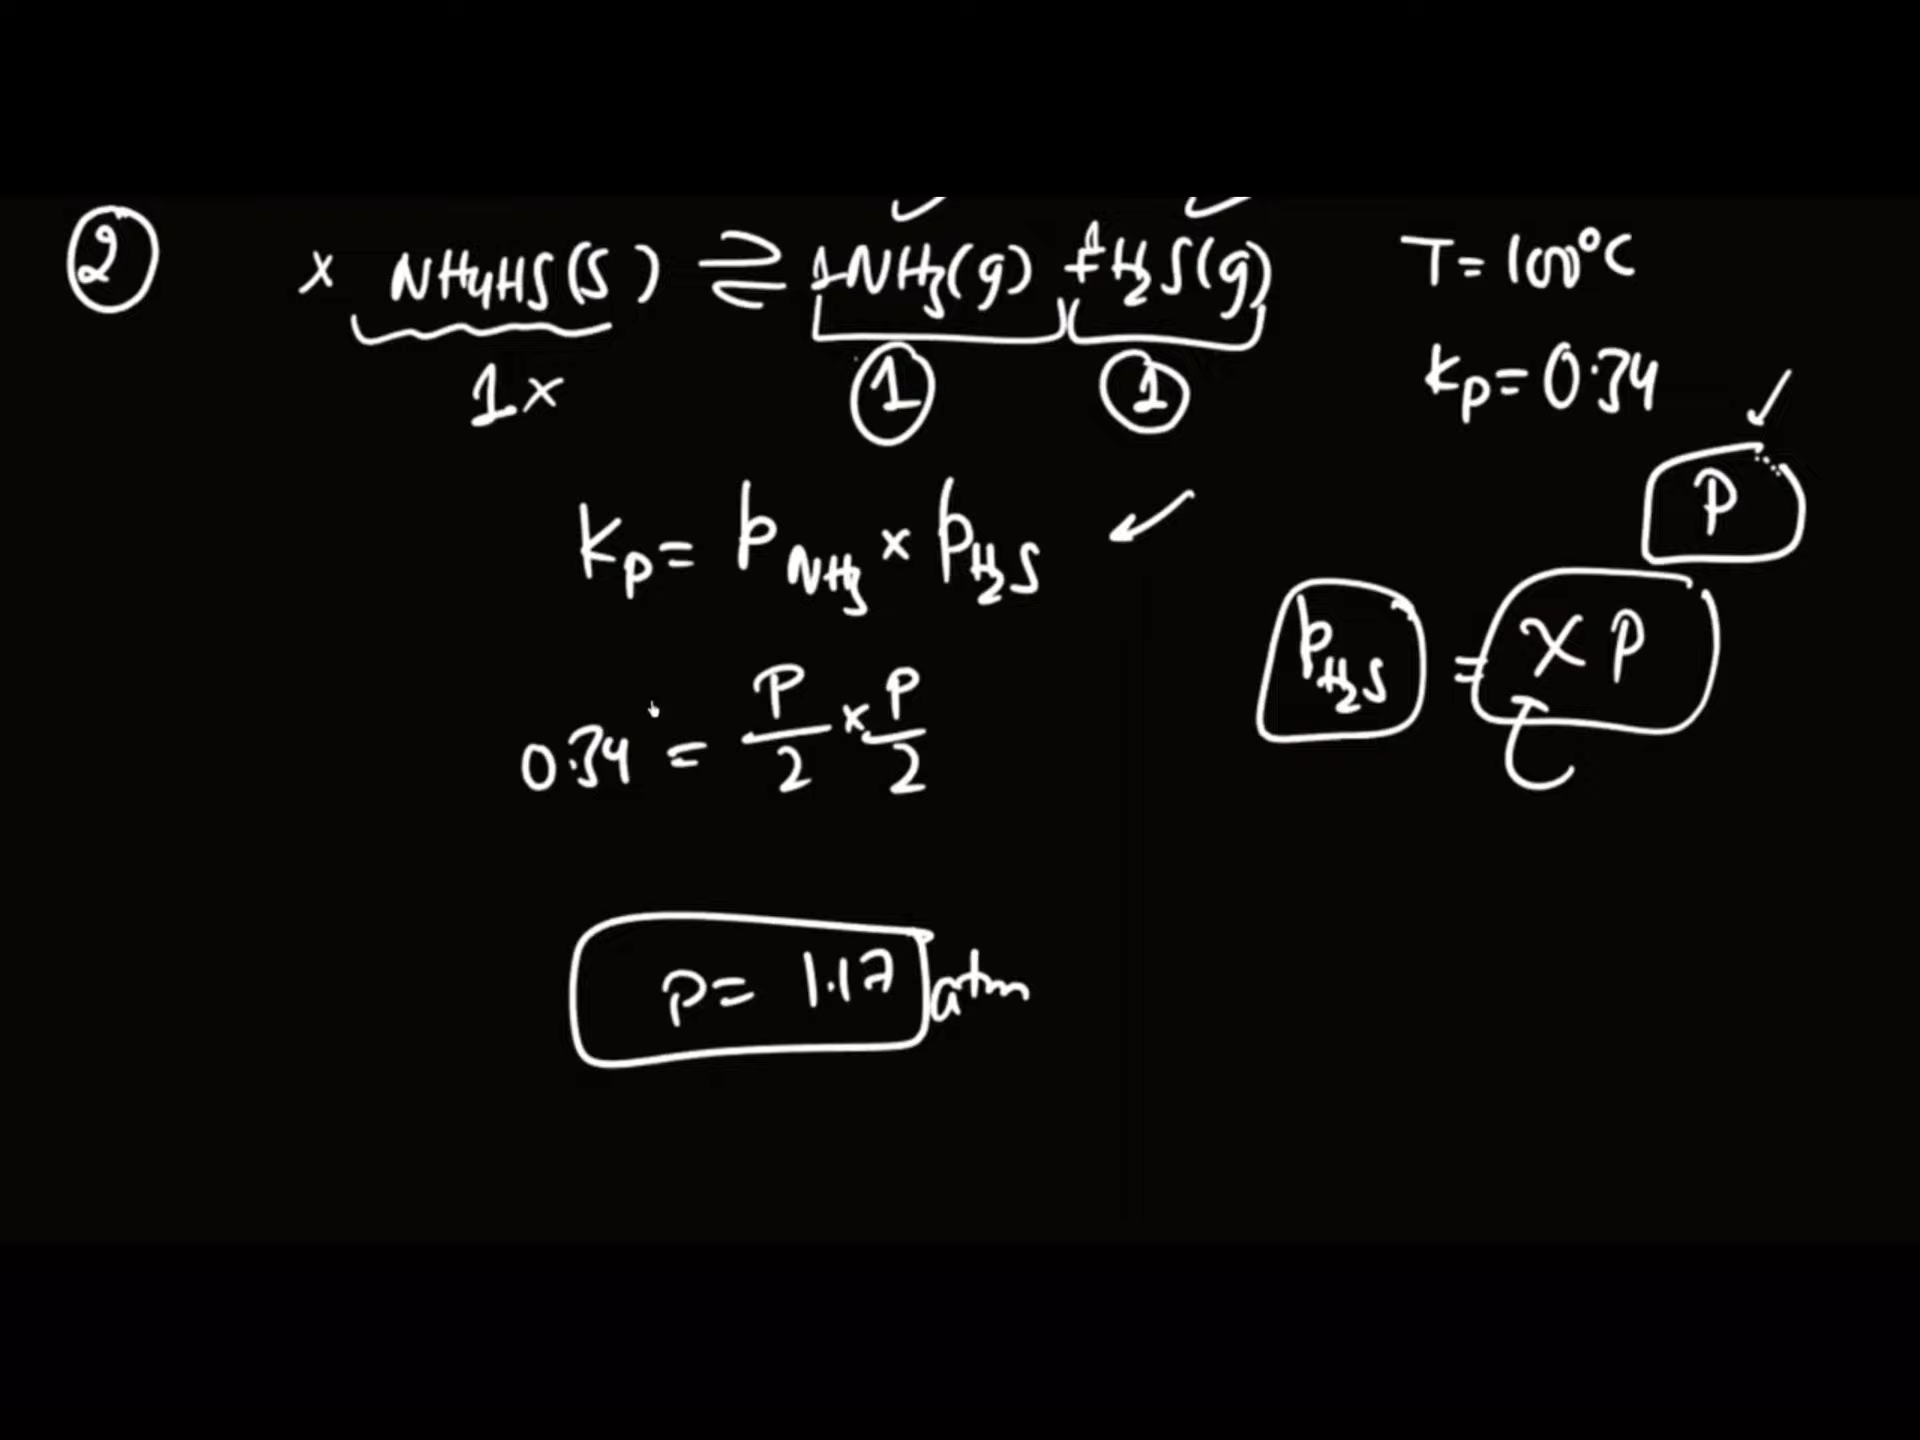 2
x NH4HS(s) ⇌ 1NH3(g) + 1H2S(g)
T = 100°C
1x 1 1
Kp = 0.34
P
Kp = pNH3 × pH2S
pH2S = x P
0.34 = P/2 × P/2
P = 1.17 atm